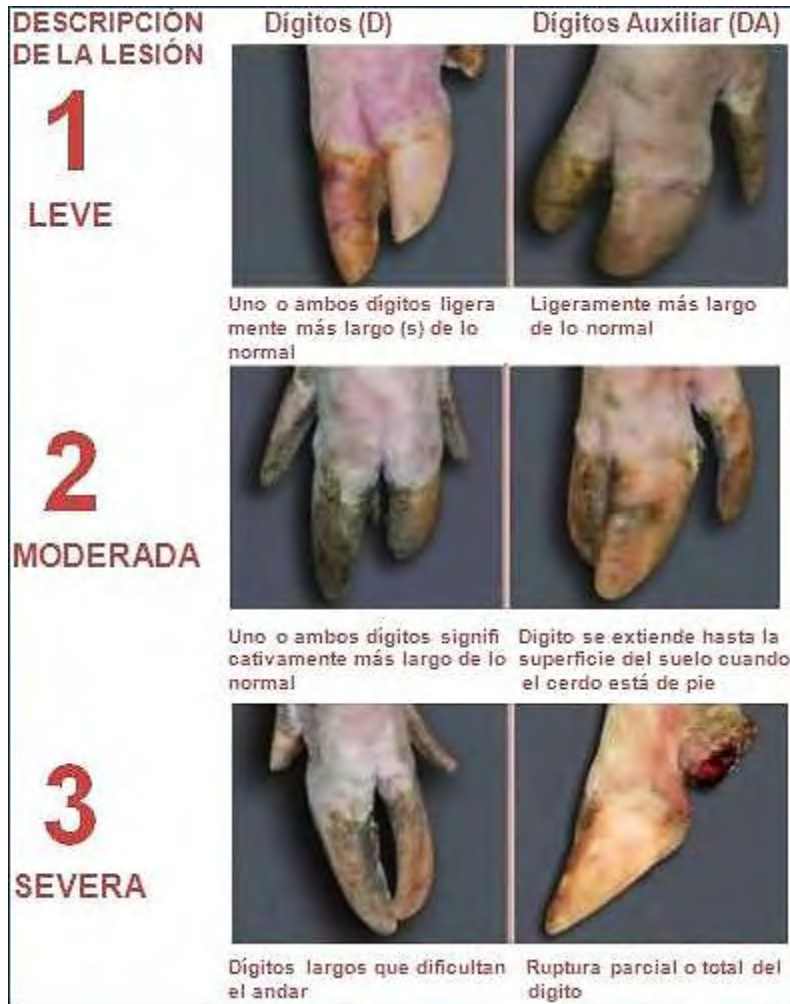 DESCRIPCIÓN
DE LA LESIÓN
Dígitos (D)
Dígitos Auxiliar (DA)
1
LEVE
Uno o ambos dígitos ligera
mente más largo (s) de lo
normal
Ligeramente más largo
de lo normal
2
MODERADA
Uno o ambos dígitos signifi
cativamente más largo de lo
normal
Digito se extiende hasta la
superficie del suelo cuando
el cerdo está de pie
3
SEVERA
Dígitos largos que dificultan
el andar
Ruptura parcial o total del
digito